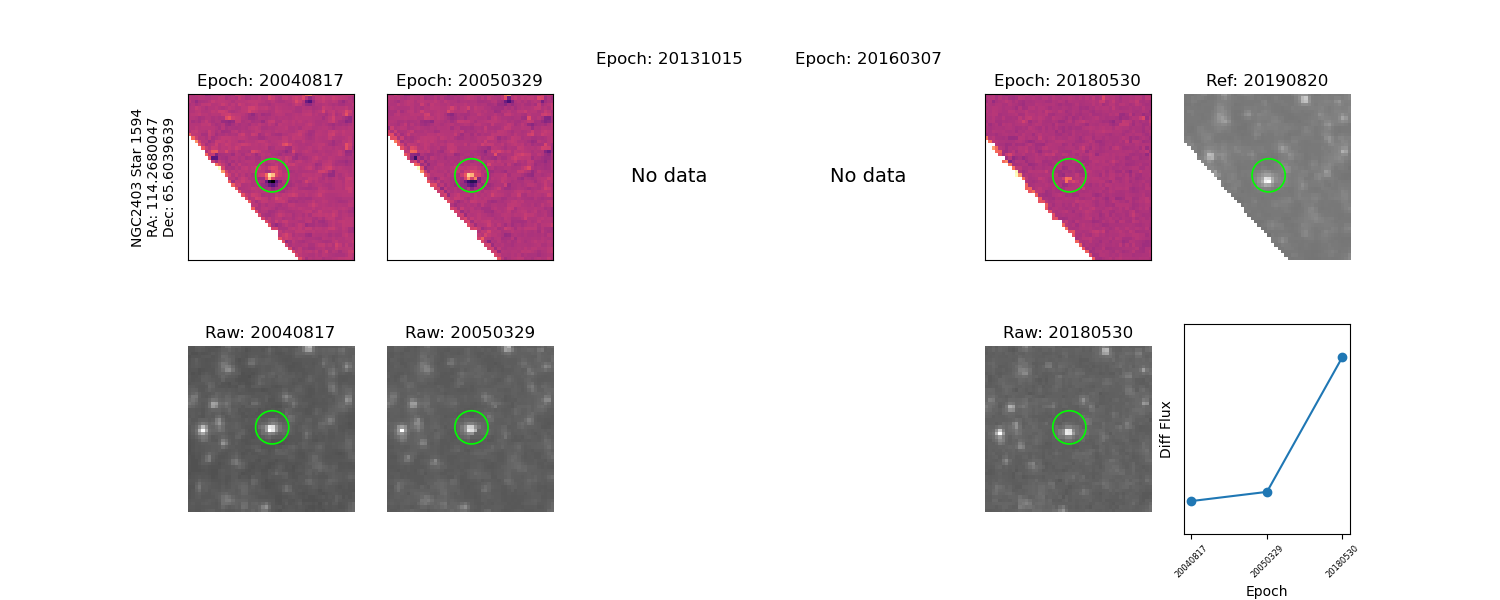 Epoch: 20131015
Epoch: 20160307
Epoch: 20040817
Epoch: 20050329
Epoch: 20180530
Ref: 20190820
NGC2403 Star 1594
RA: 114.2680047
Dec: 65.6039639
No data
No data
Raw: 20040817
Raw: 20050329
Raw: 20180530
Diff Flux
20040817
20050329
20180530
Epoch